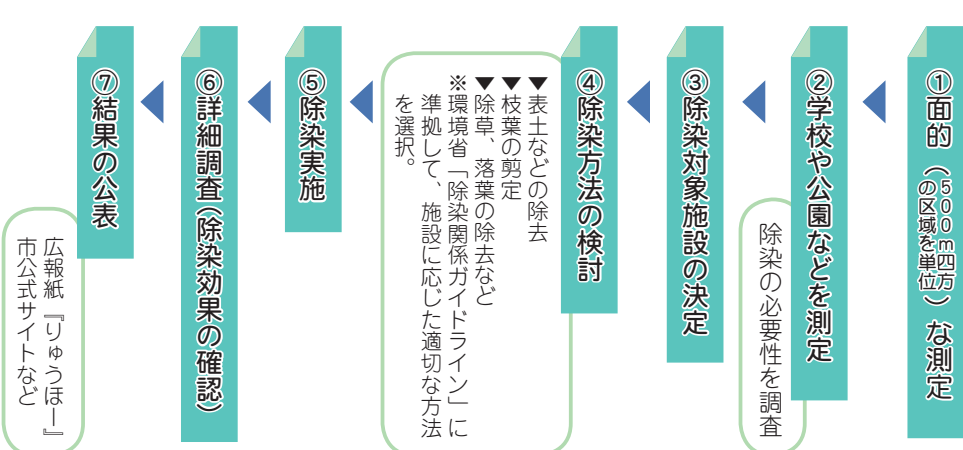 ①面的（500m四方の区域を単位）な測定
②学校や公園などを測定
除染の必要性を調査
③除染対象施設の決定
④除染方法の検討
▼表土などの除去
▼枝葉の剪定
▼除草、落葉の除去など
※環境省「除染関係ガイドライン」に
準拠して、施設に応じた適切な方法
を選択。
⑤除染実施
⑥詳細調査（除染効果の確認）
⑦結果の公表
広報紙『りゅうほー』
市公式サイトなど